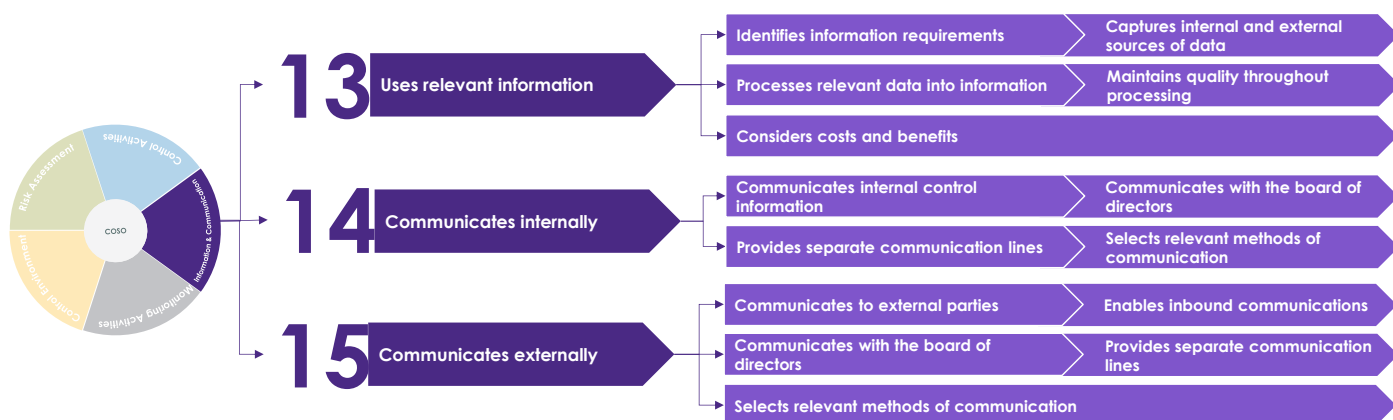 Control Activities
Risk Assessment
Information & Communication
COSO
Control Environment
Monitoring Activities
13
Uses relevant information
Identifies information requirements
Captures internal and external
sources of data
Processes relevant data into information
Maintains quality throughout
processing
Considers costs and benefits
14
Communicates internally
Communicates internal control
information
Communicates with the board of
directors
Provides separate communication lines
Selects relevant methods of
communication
15
Communicates externally
Communicates to external parties
Enables inbound communications
Communicates with the board of
directors
Provides separate communication
lines
Selects relevant methods of communication